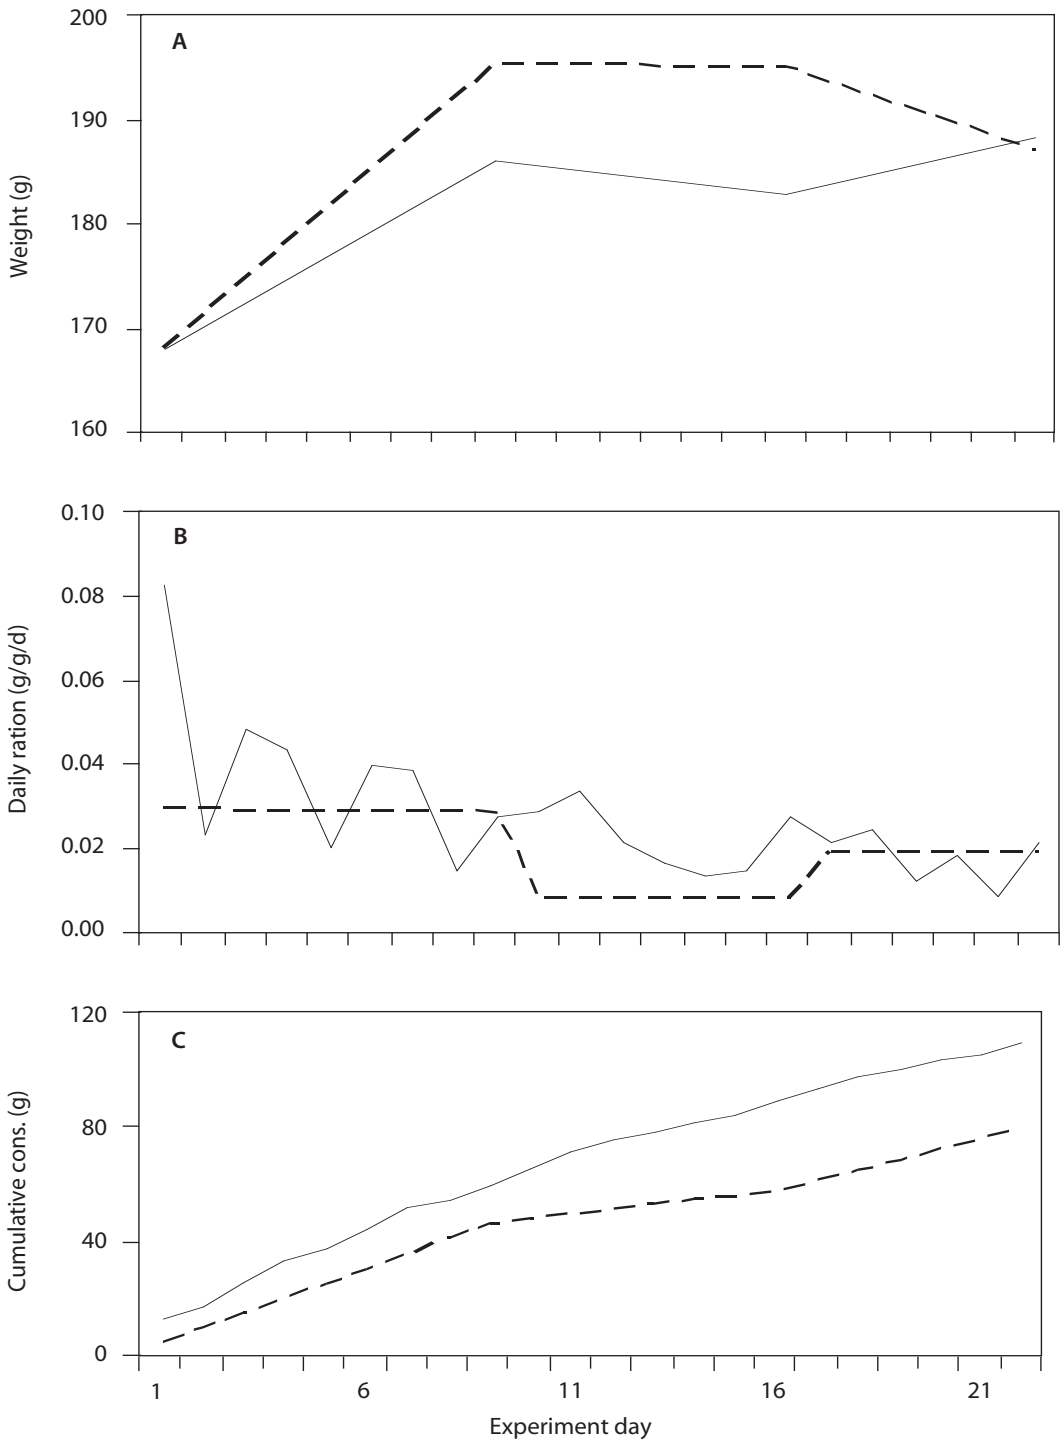 200
A
190
Weight (g)
180
170
160
0.10
B
0.08
0.06
Daily ration (g/g/d)
0.04
0.02
0.00
120
C
80
Cumulative cons. (g)
40
0
1 6 11 16 21
Experiment day